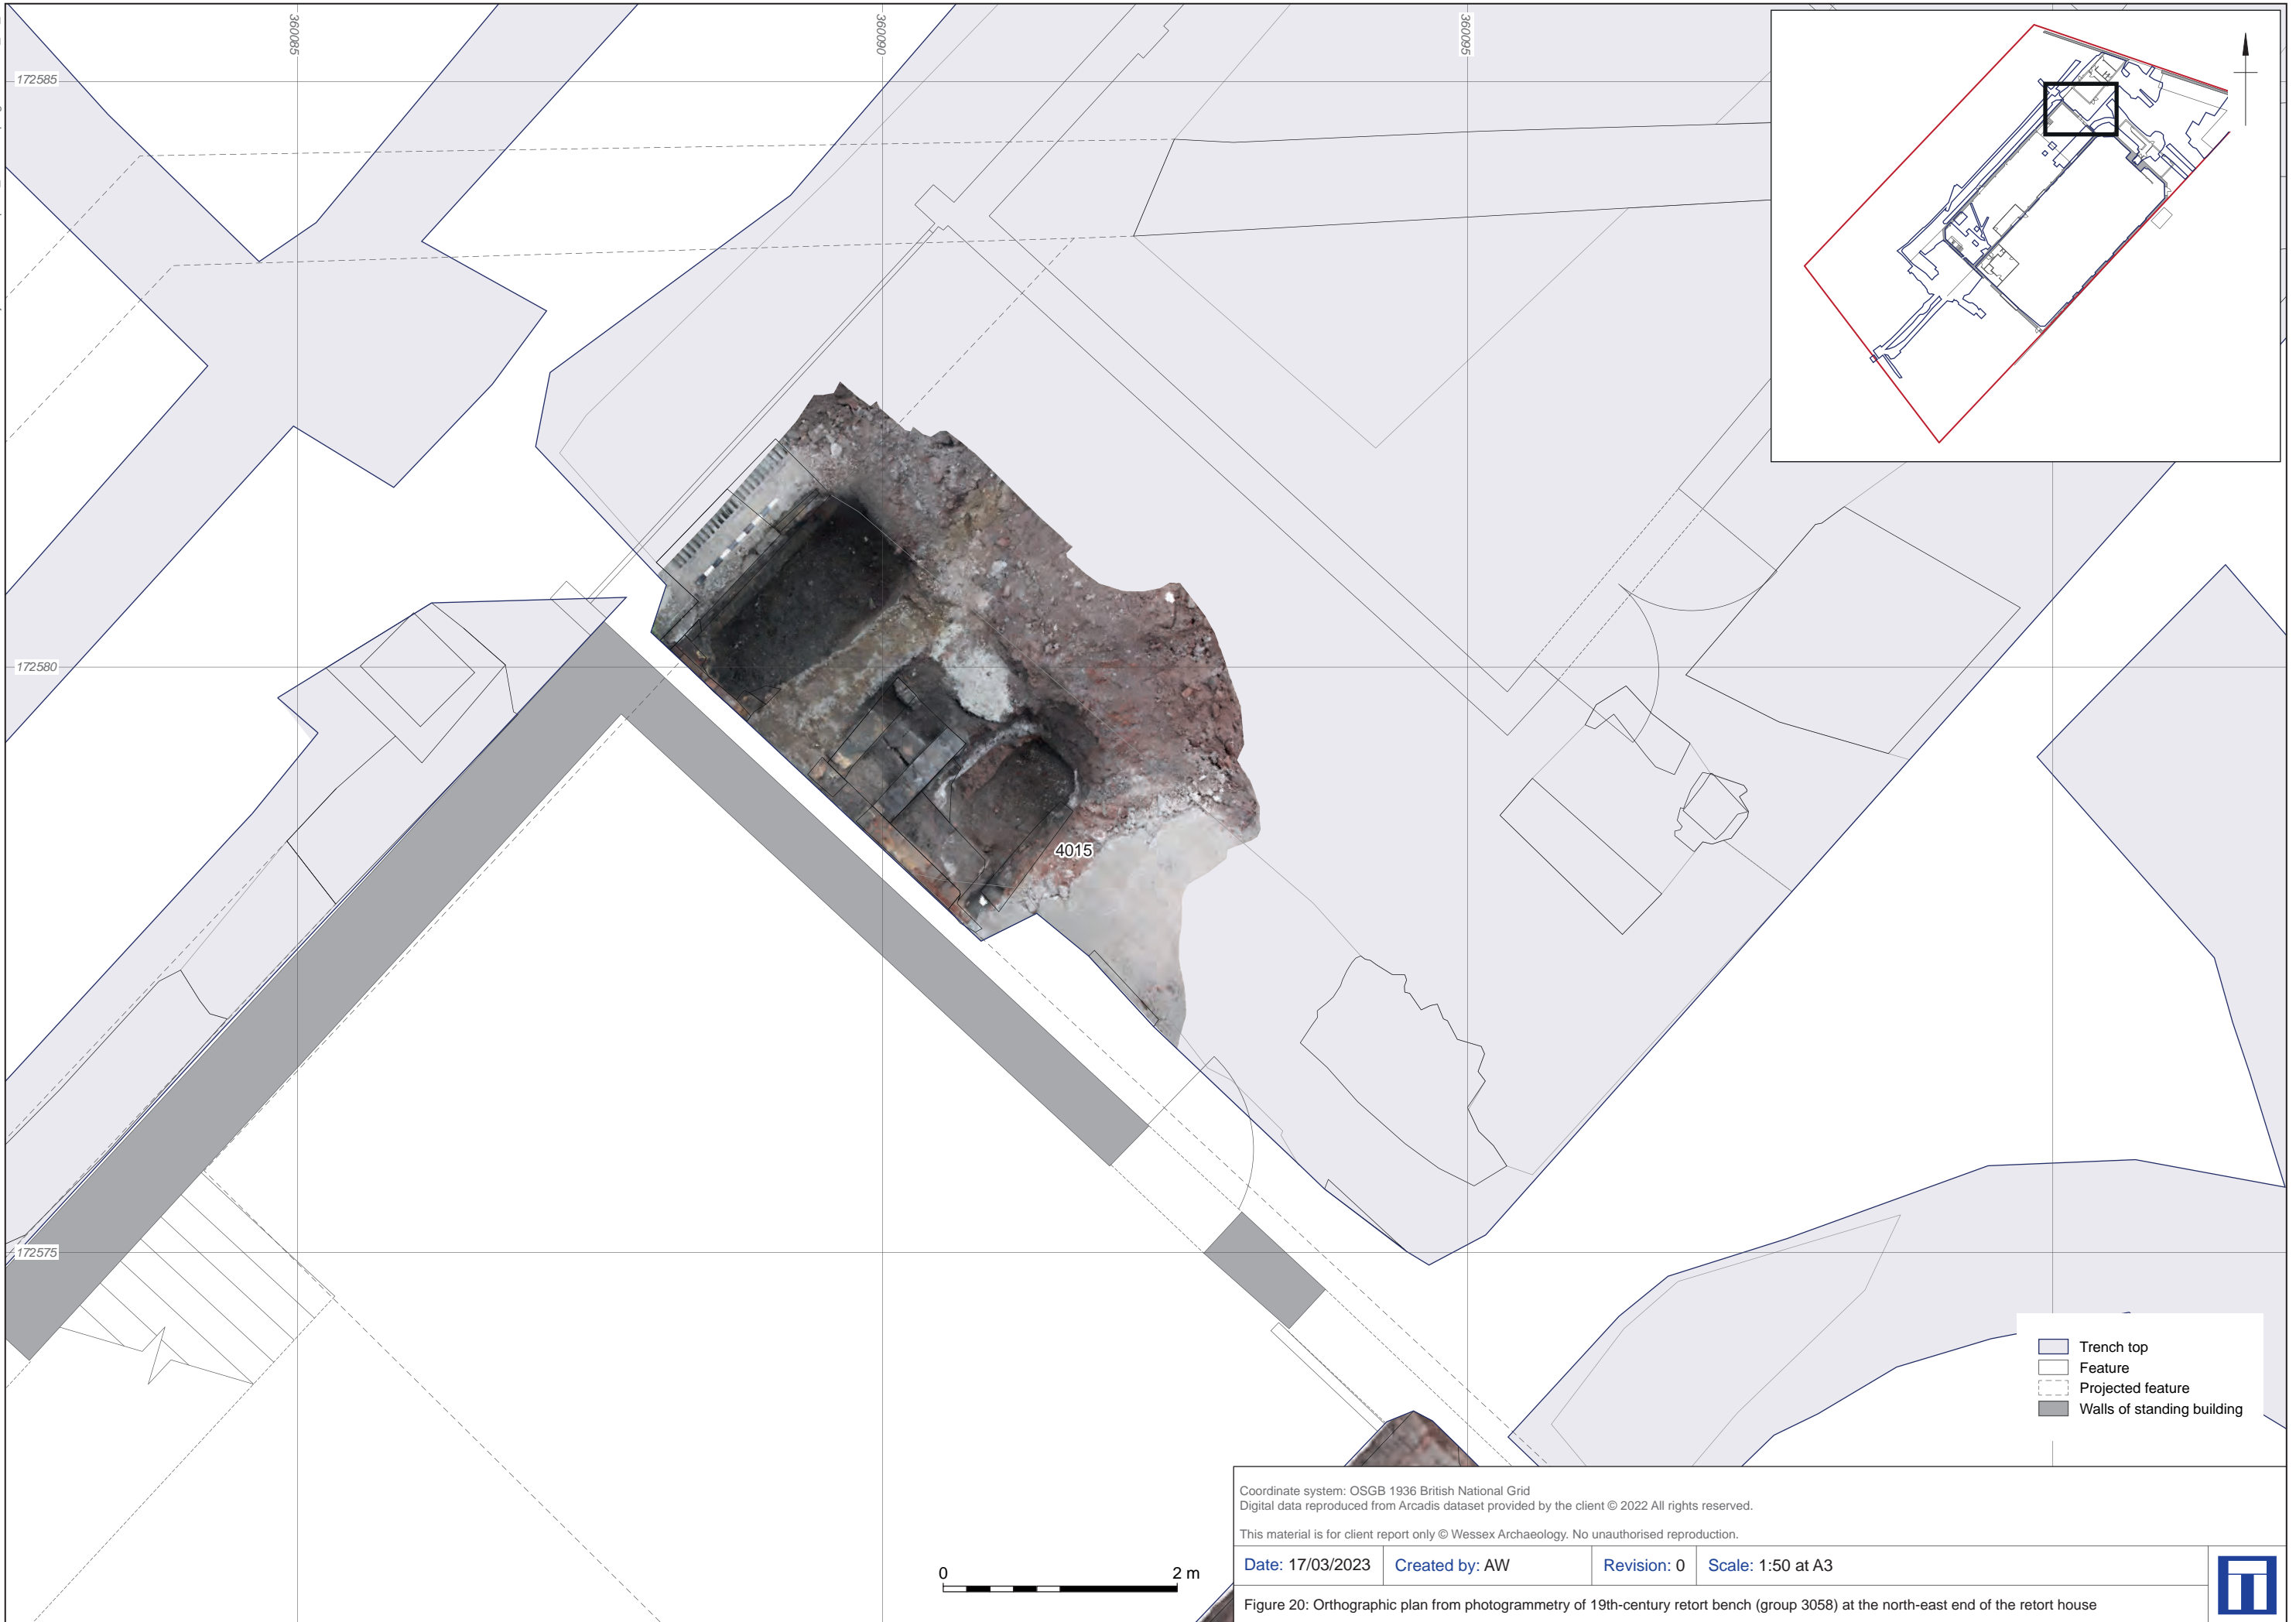 360085
360090
360095
172585
172580
172575
4015
Trench top
Feature
Projected feature
Walls of standing building
0
2 m
Coordinate system: OSGB 1936 British National Grid
Digital data reproduced from Arcadis dataset provided by the client © 2022 All rights reserved.
This material is for client report only © Wessex Archaeology. No unauthorised reproduction.
Date: 17/03/2023 Created by: AW Revision: 0 Scale: 1:50 at A3
Figure 20: Orthographic plan from photogrammetry of 19th-century retort bench (group 3058) at the north-east end of the retort house